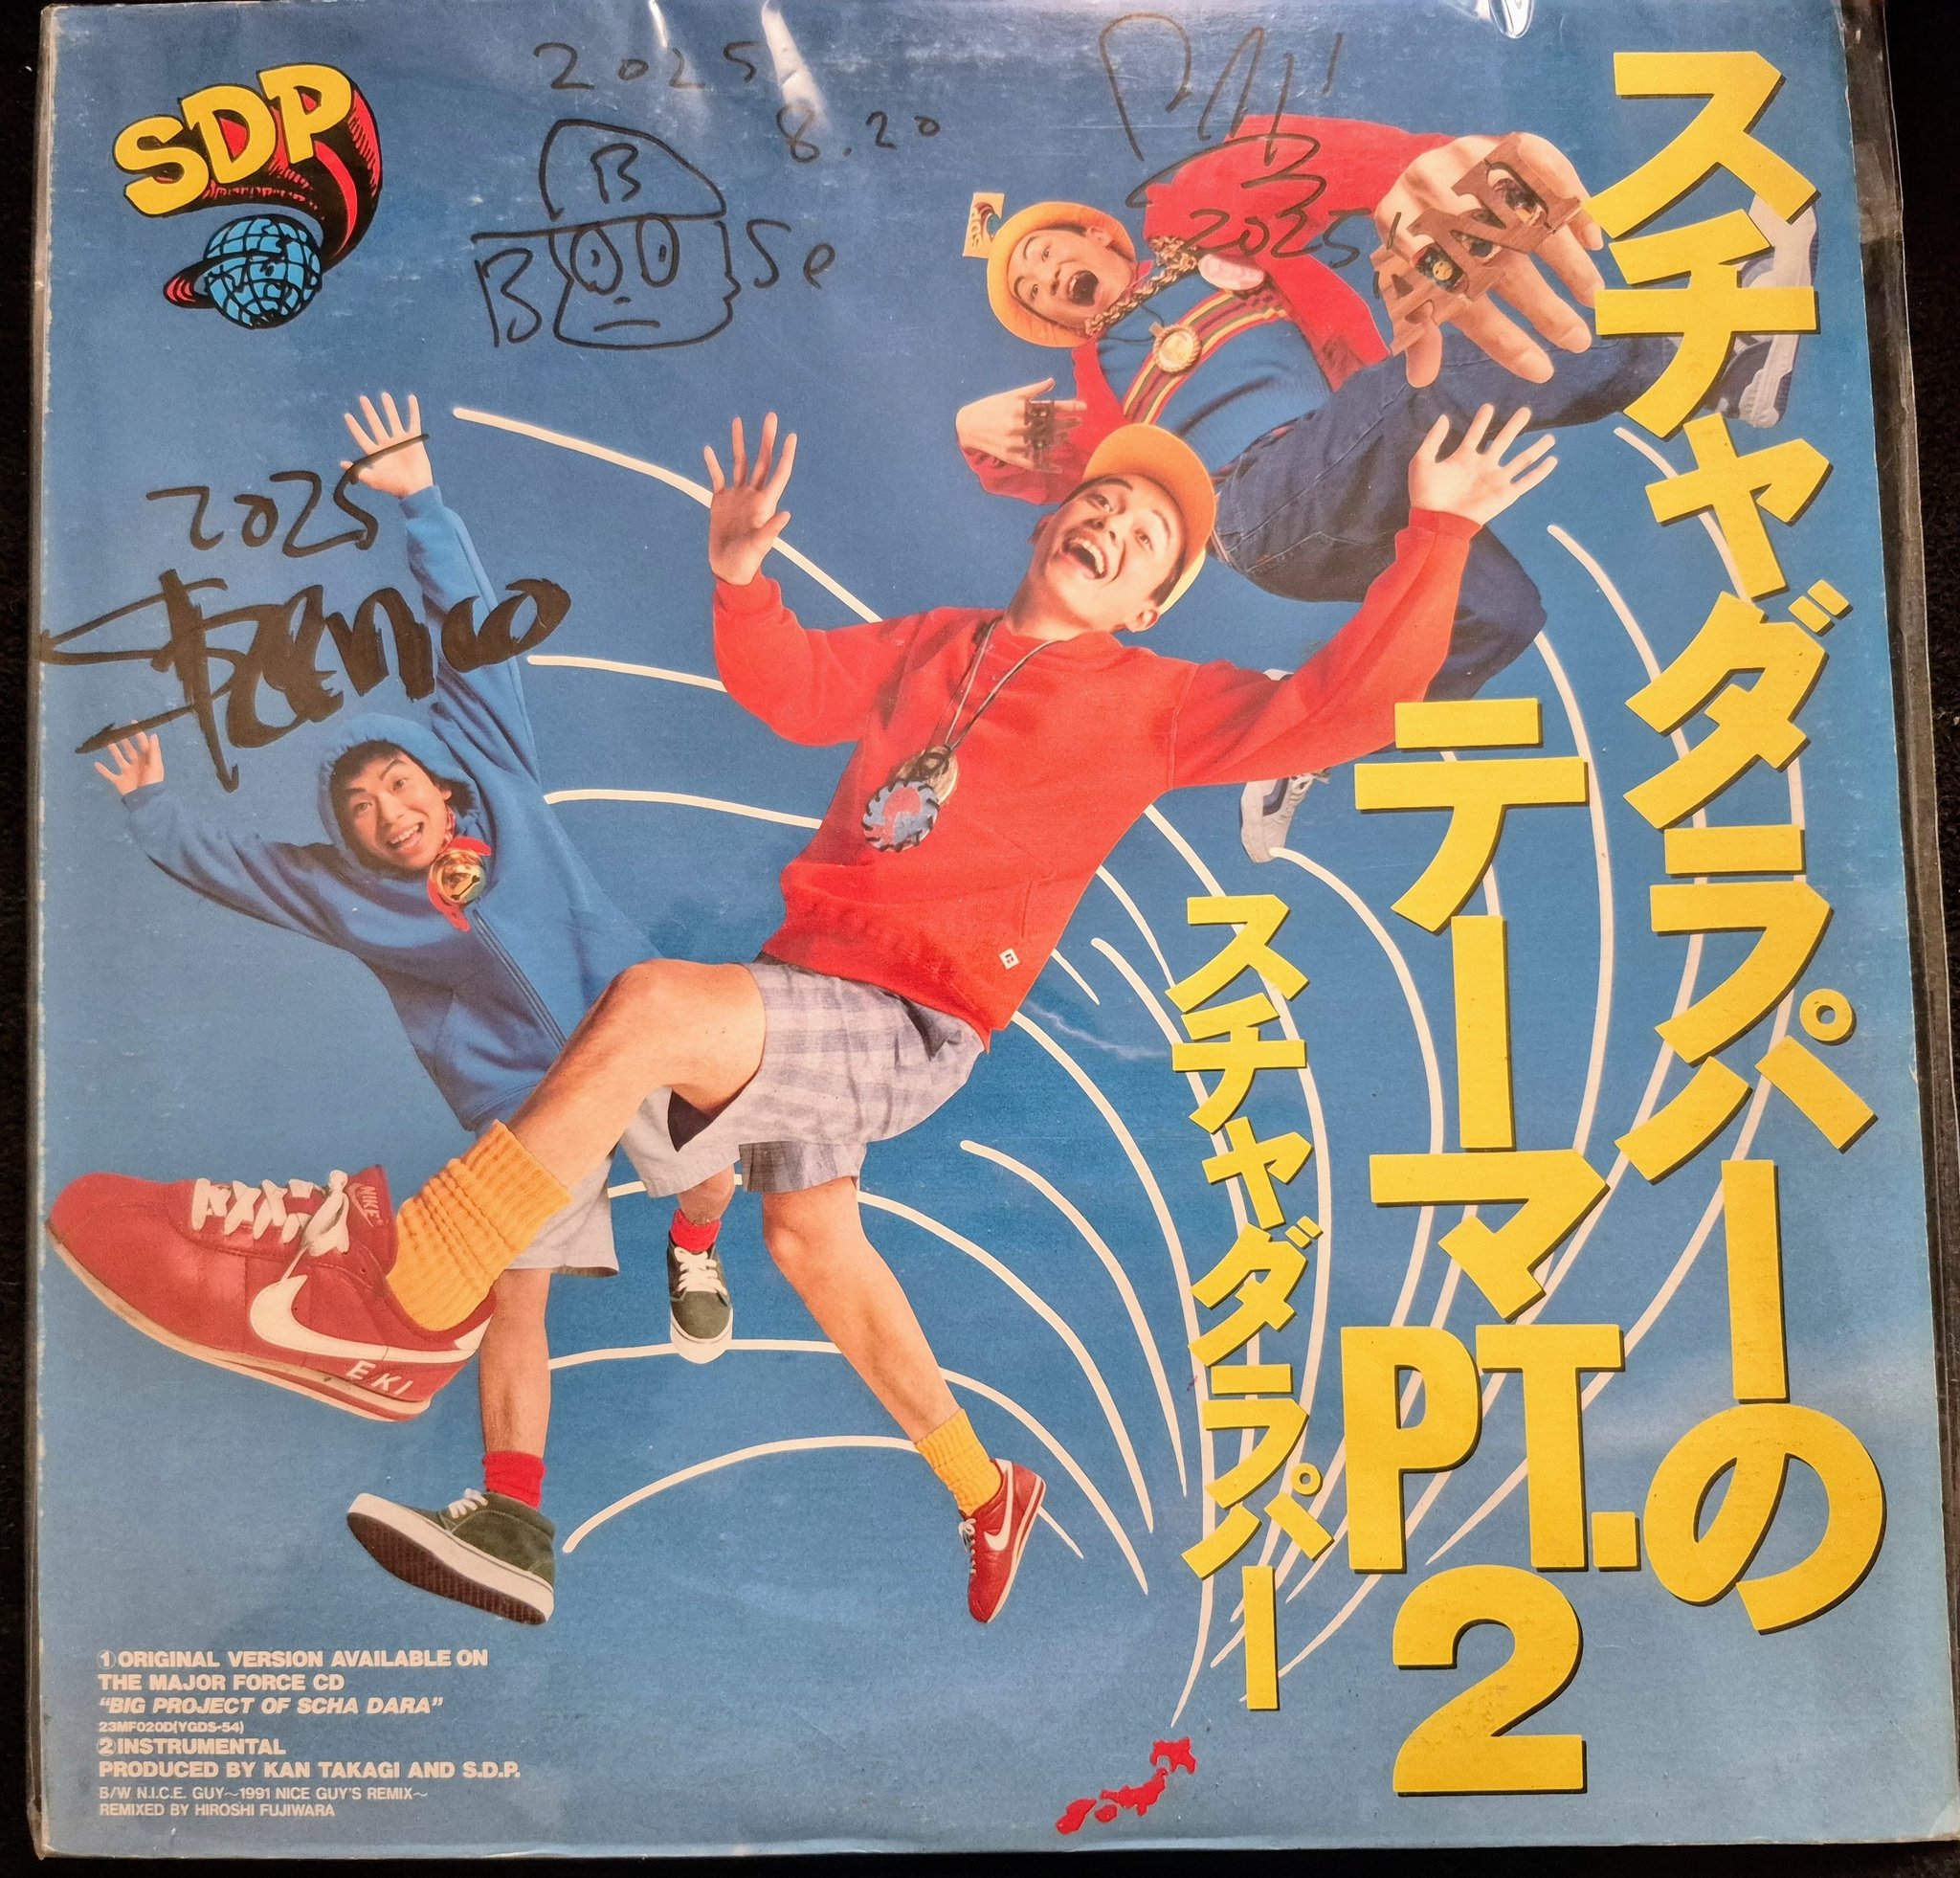 SDP
2025
8.20
B
Bose
ANI
2025
2025
スチャダラパーの
テーマPT.2
スチャダラパー
NIKE
EKI
①ORIGINAL VERSION AVAILABLE ON
THE MAJOR FORCE CD
“BIG PROJECT OF SCHA DARA”
23MF020D(YGDS-54)
②INSTRUMENTAL
PRODUCED BY KAN TAKAGI AND S.D.P.
B/W N.I.C.E. GUY～1991 NICE GUY'S REMIX～
REMIXED BY HIROSHI FUJIWARA